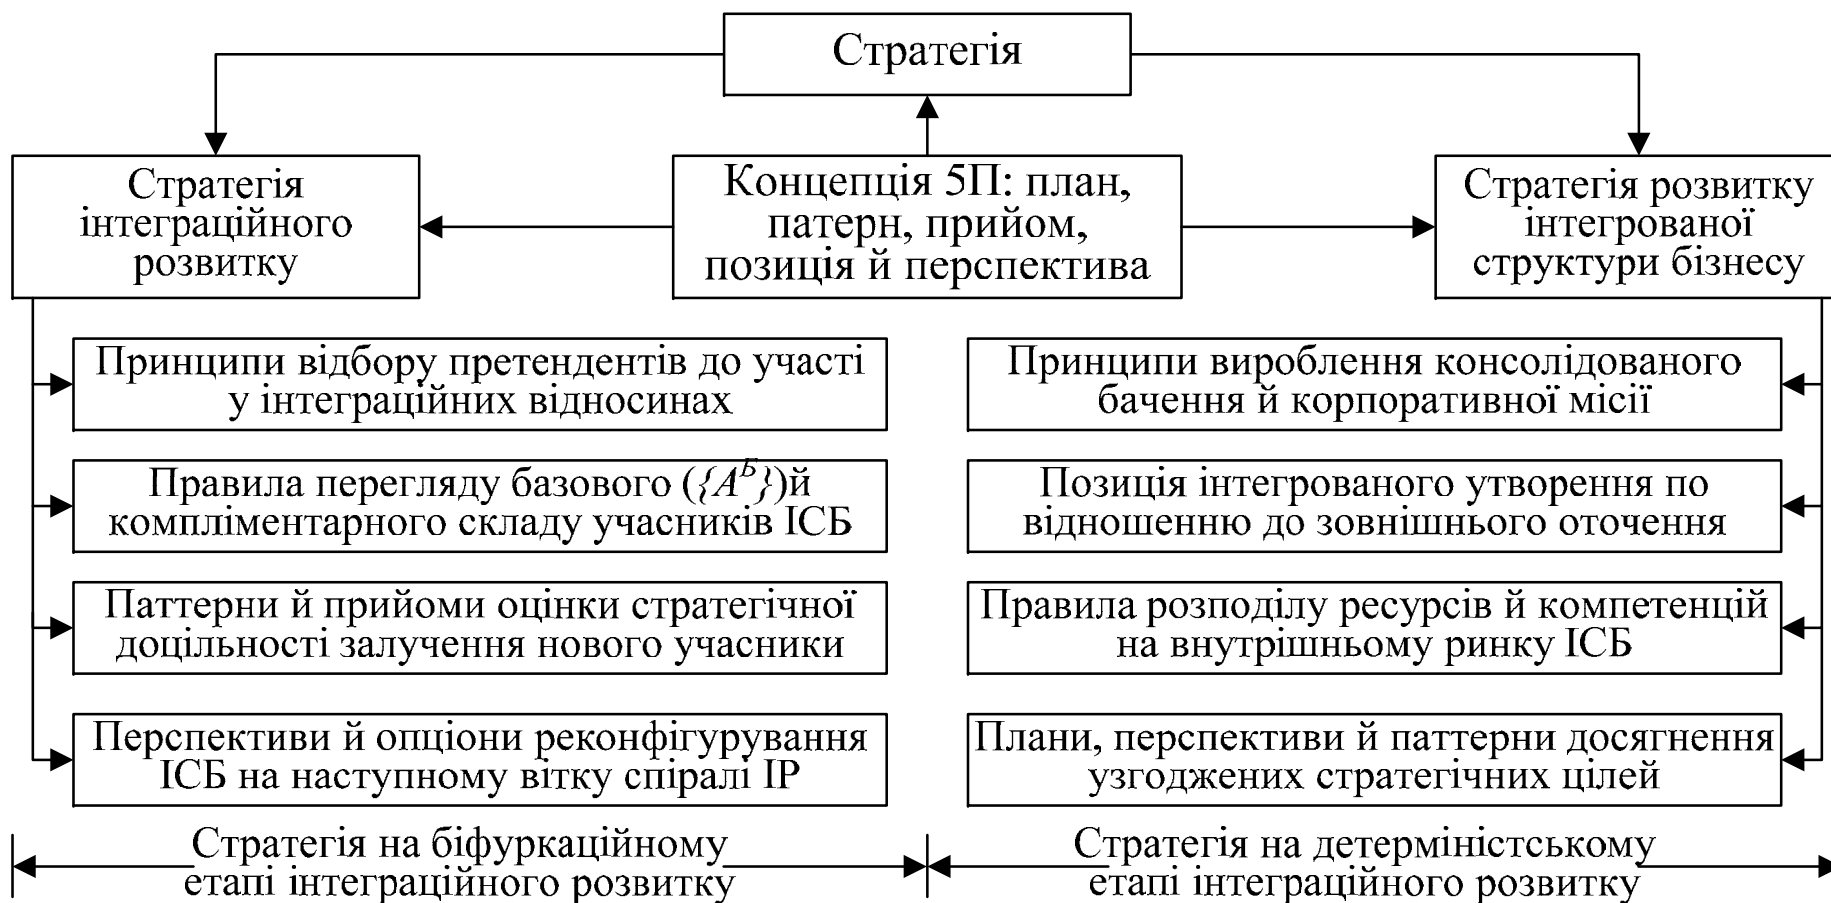 Стратегія
Стратегія
інтеграційного
розвитку
Концепція 5П: план,
патерн, прийом,
позиція й перспектива
Стратегія розвитку
інтегрованої
структури бізнесу
Принципи відбору претендентів до участі
у інтеграційних відносинах
Правила перегляду базового ({A^Б})й
компліментарного складу учасників ІСБ
Паттерни й прийоми оцінки стратегічної
доцільності залучення нового учасники
Перспективи й опціони реконфігурування
ІСБ на наступному вітку спіралі ІР
Принципи вироблення консолідованого
бачення й корпоративної місії
Позиція інтегрованого утворення по
відношенню до зовнішнього оточення
Правила розподілу ресурсів й компетенцій
на внутрішньому ринку ІСБ
Плани, перспективи й паттерни досягнення
узгоджених стратегічних цілей
Стратегія на біфуркаційному
етапі інтеграційного розвитку
Стратегія на детерміністському
етапі інтеграційного розвитку